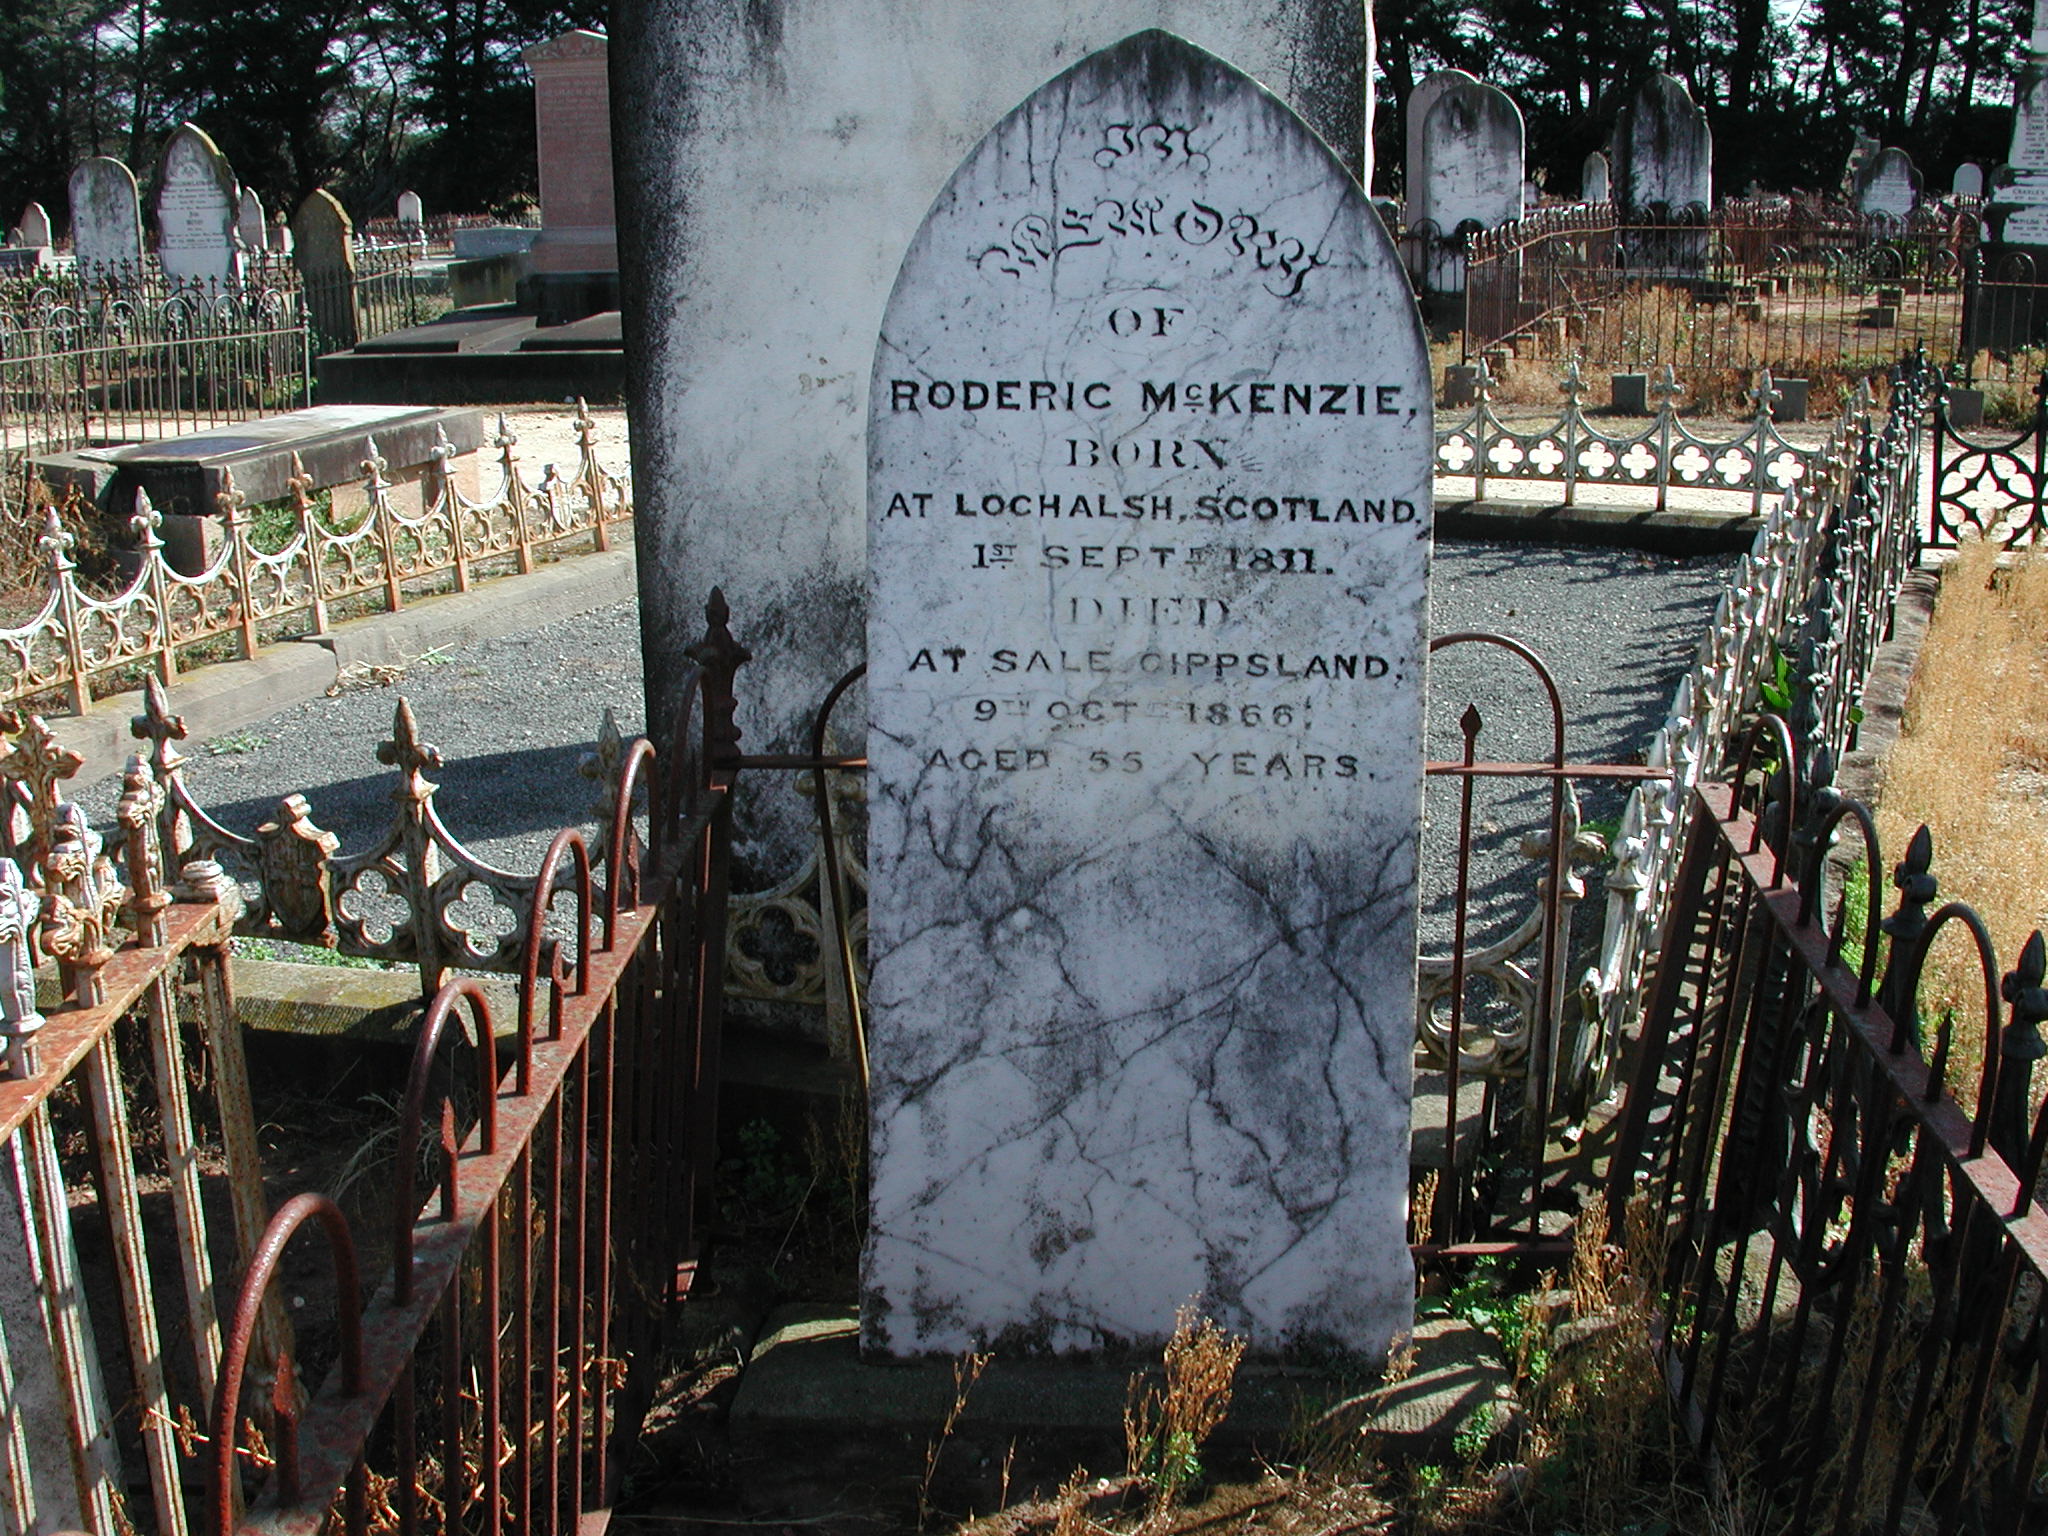 IN
MEMORY
OF
RODERIC McKENZIE.
BORN
AT LOCHALSH, SCOTLAND,
1ST SEPTR 1811.
DIED
AT SALE GIPPSLAND;
9TH OCTR 1866;
AGED 55 YEARS.